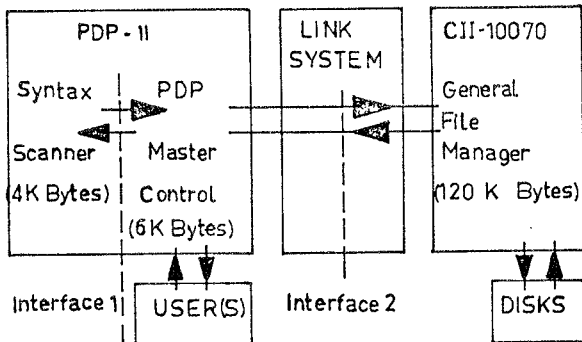 PDP-11
Syntax
Scanner
(4K Bytes)
PDP
Master
Control
(6K Bytes)
LINK
SYSTEM
CII-10070
General
File
Manager
(120 K Bytes)
Interface 1
USER(S)
Interface 2
DISKS